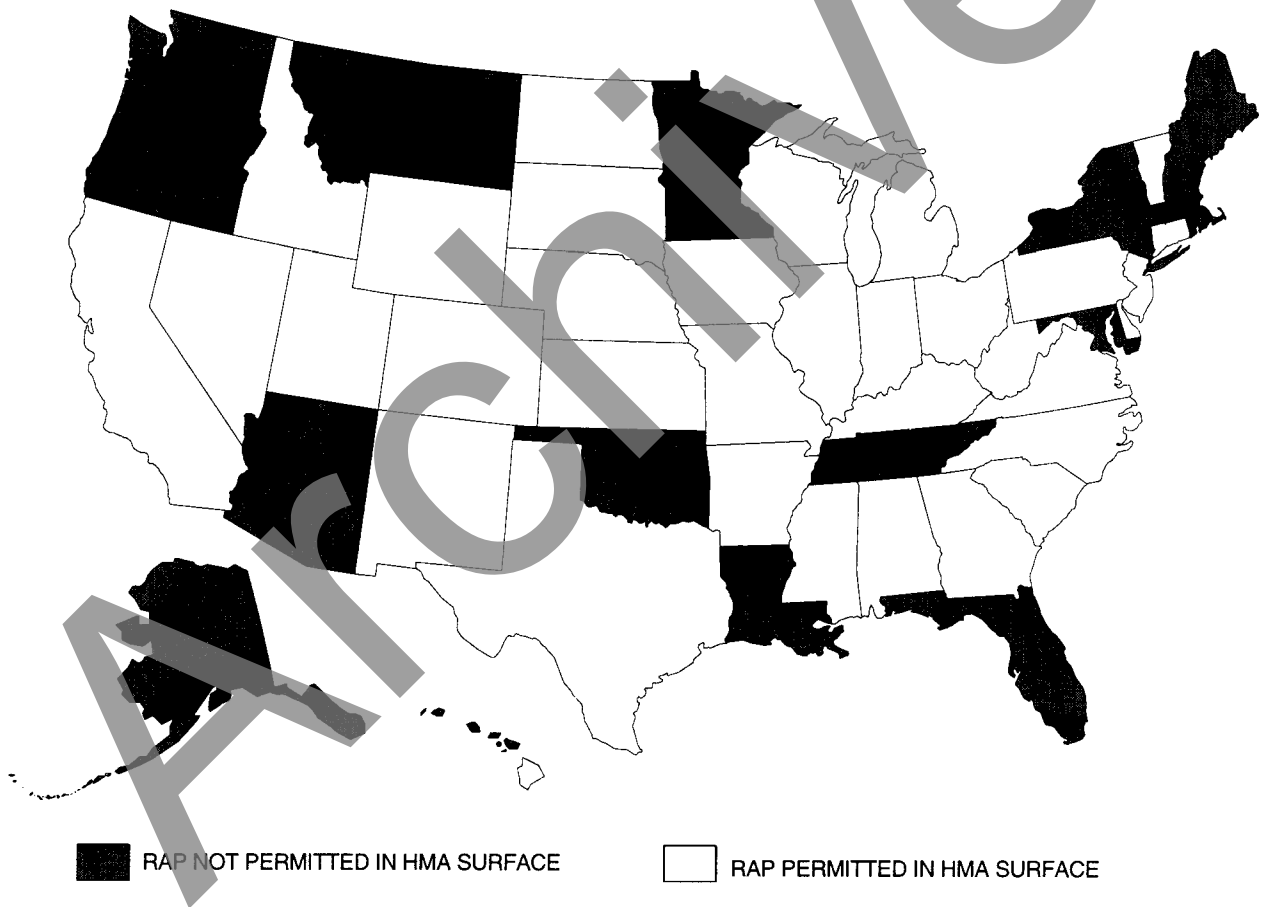 Archive
RAP NOT PERMITTED IN HMA SURFACE
RAP PERMITTED IN HMA SURFACE